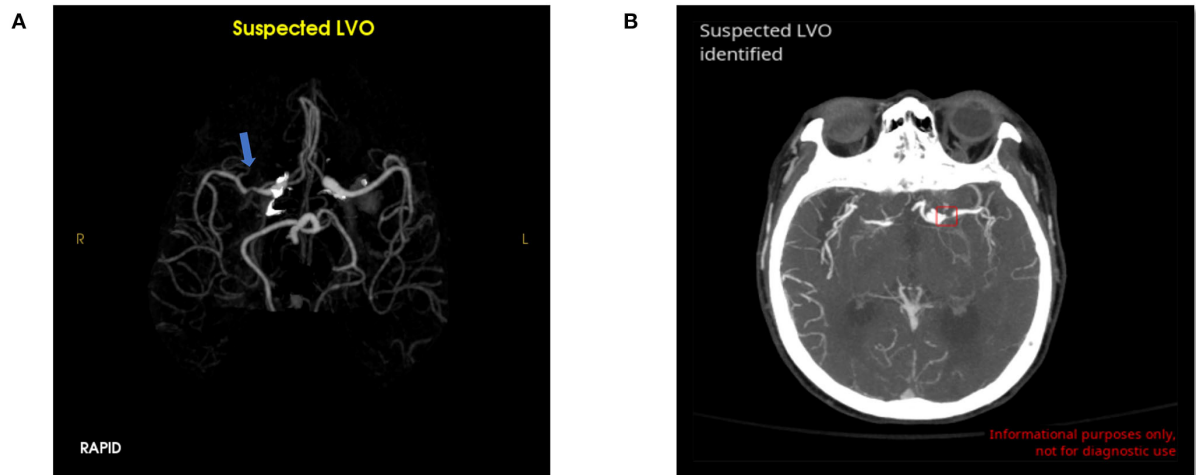 A
Suspected LVO
R
L
RAPID
B
Suspected LVO
identified
Informational purposes only,
not for diagnostic use